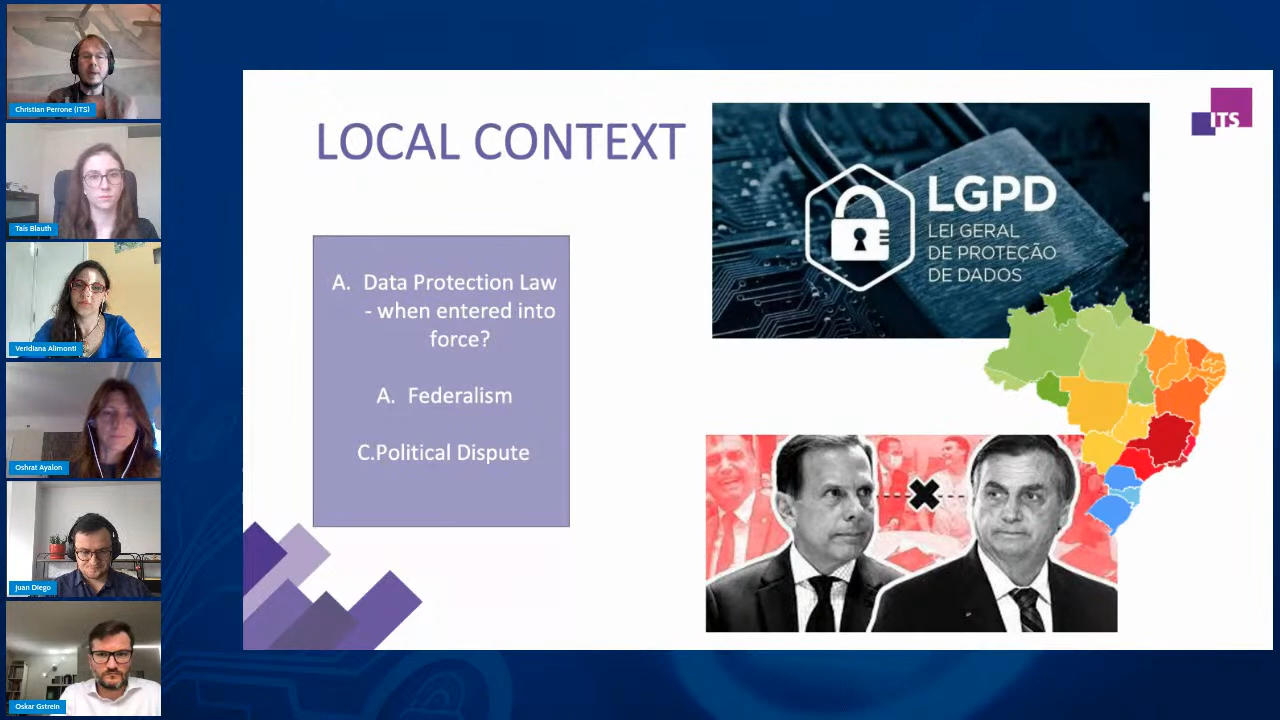 Christian Perrone (ITS)
Taís Blauth
Veridiana Alimonti
Oshrat Ayalon
Juan Diego
Oskar Gstrein
LOCAL CONTEXT
A. Data Protection Law
- when entered into
force?
A. Federalism
C.Political Dispute
LGPD
LEI GERAL
DE PROTEÇÃO
DE DADOS
ITS